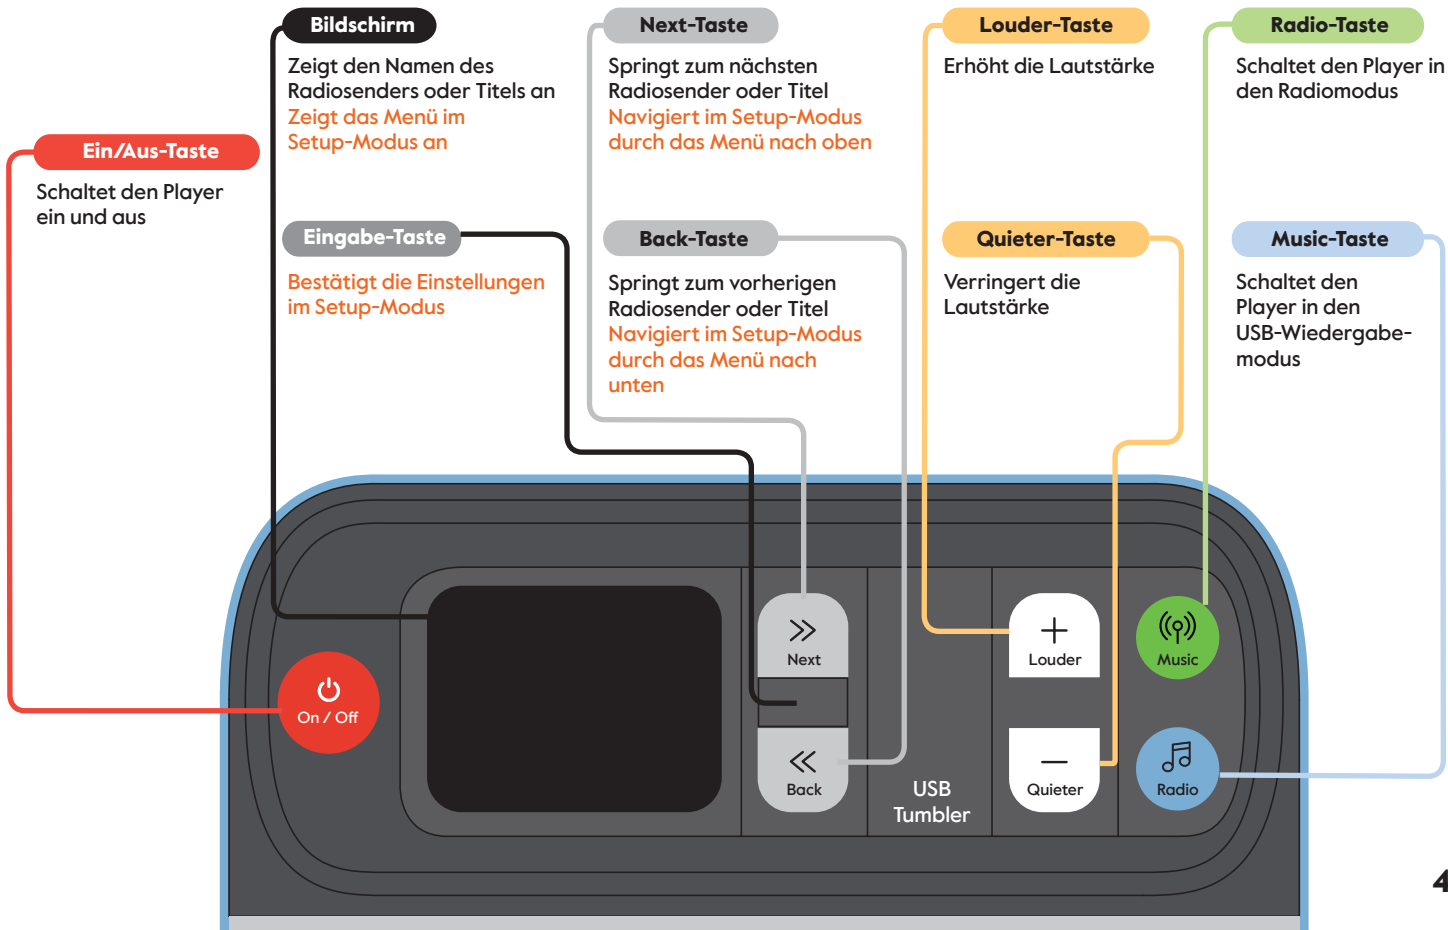 Bildschirm
Zeigt den Namen des
Radiosenders oder Titels an
Zeigt das Menü im
Setup-Modus an
Next-Taste
Springt zum nächsten
Radiosender oder Titel
Navigiert im Setup-Modus
durch das Menü nach oben
Louder-Taste
Erhöht die Lautstärke
Radio-Taste
Schaltet den Player in
den Radiomodus
Ein/Aus-Taste
Schaltet den Player
ein und aus
Eingabe-Taste
Bestätigt die Einstellungen
im Setup-Modus
Back-Taste
Springt zum vorherigen
Radiosender oder Titel
Navigiert im Setup-Modus
durch das Menü nach
unten
Quieter-Taste
Verringert die
Lautstärke
Music-Taste
Schaltet den
Player in den
USB-Wiedergabe-
modus
On / Off
Next
Back
USB
Tumbler
Louder
Quieter
Music
Radio
4